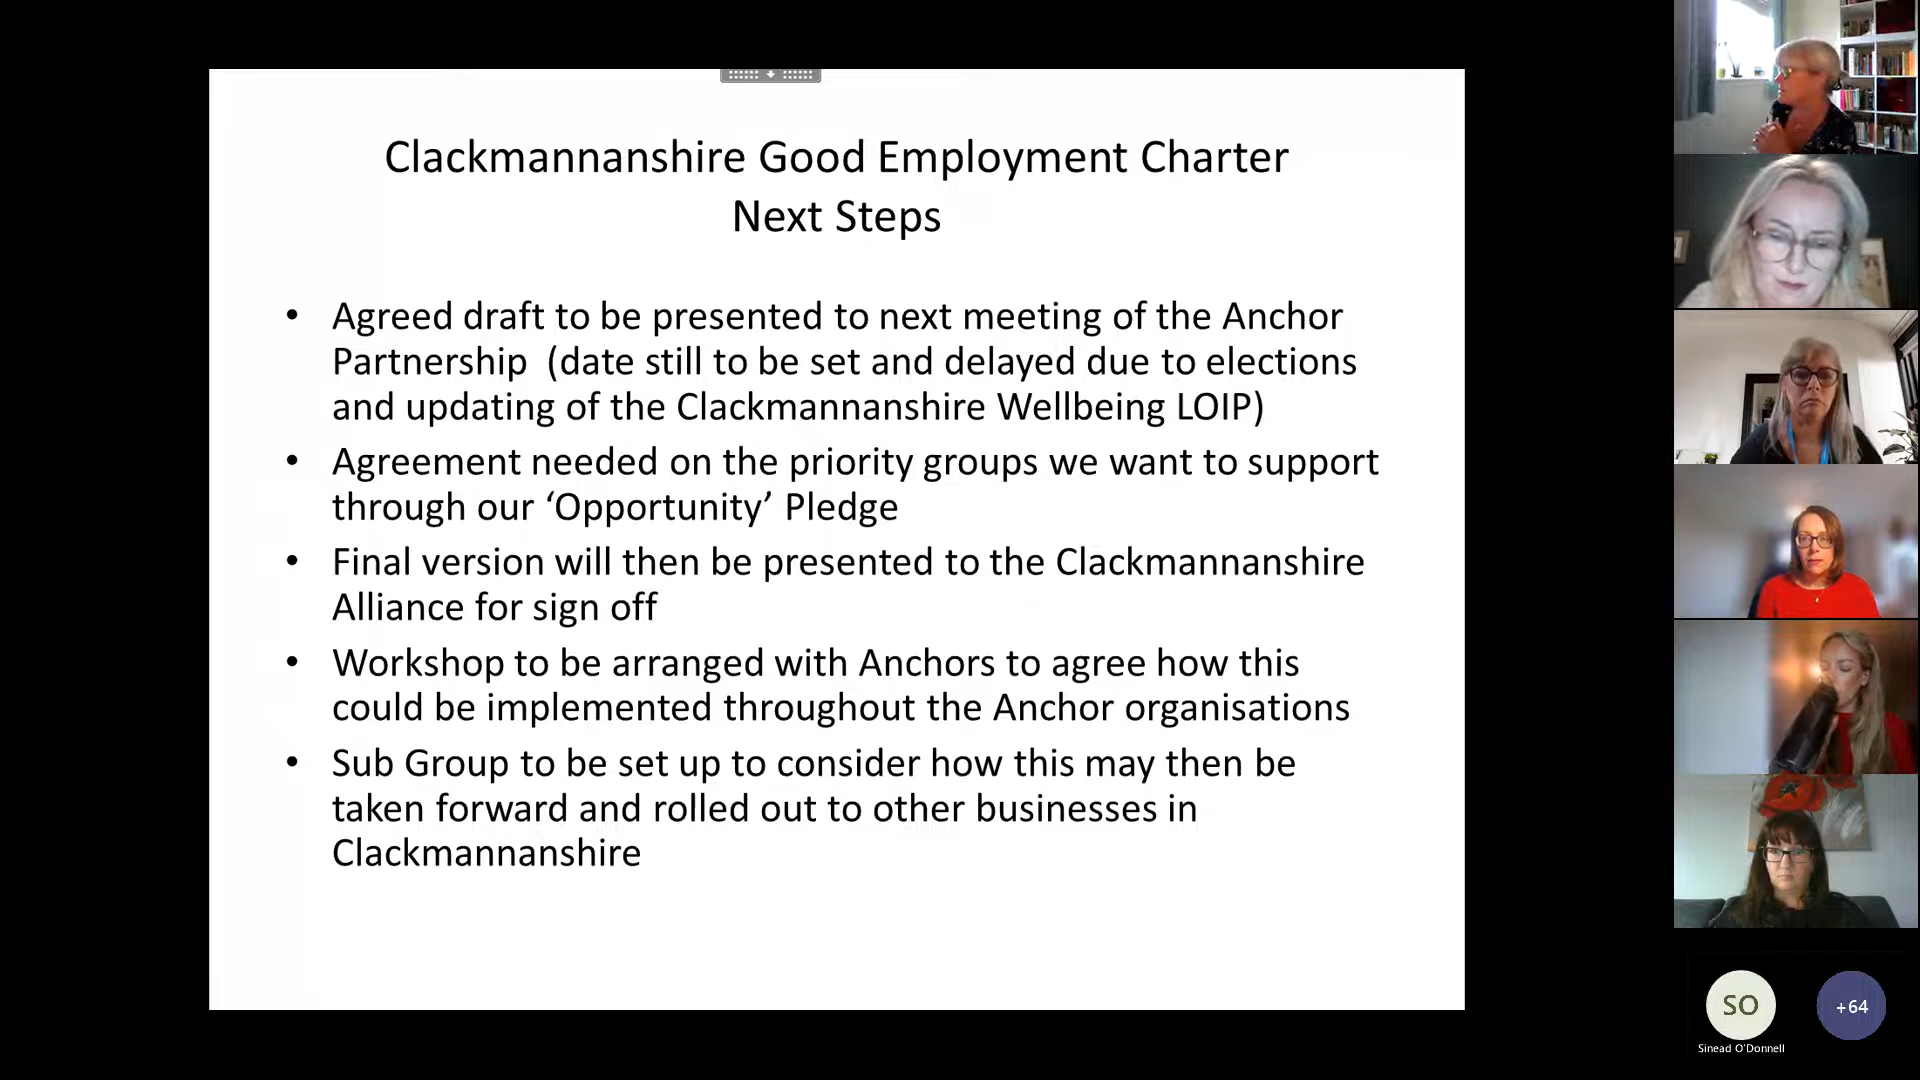 Clackmannanshire Good Employment Charter
Next Steps
• Agreed draft to be presented to next meeting of the Anchor
Partnership (date still to be set and delayed due to elections
and updating of the Clackmannanshire Wellbeing LOIP)
• Agreement needed on the priority groups we want to support
through our ‘Opportunity’ Pledge
• Final version will then be presented to the Clackmannanshire
Alliance for sign off
• Workshop to be arranged with Anchors to agree how this
could be implemented throughout the Anchor organisations
• Sub Group to be set up to consider how this may then be
taken forward and rolled out to other businesses in
Clackmannanshire
SO
+64
Sinead O'Donnell